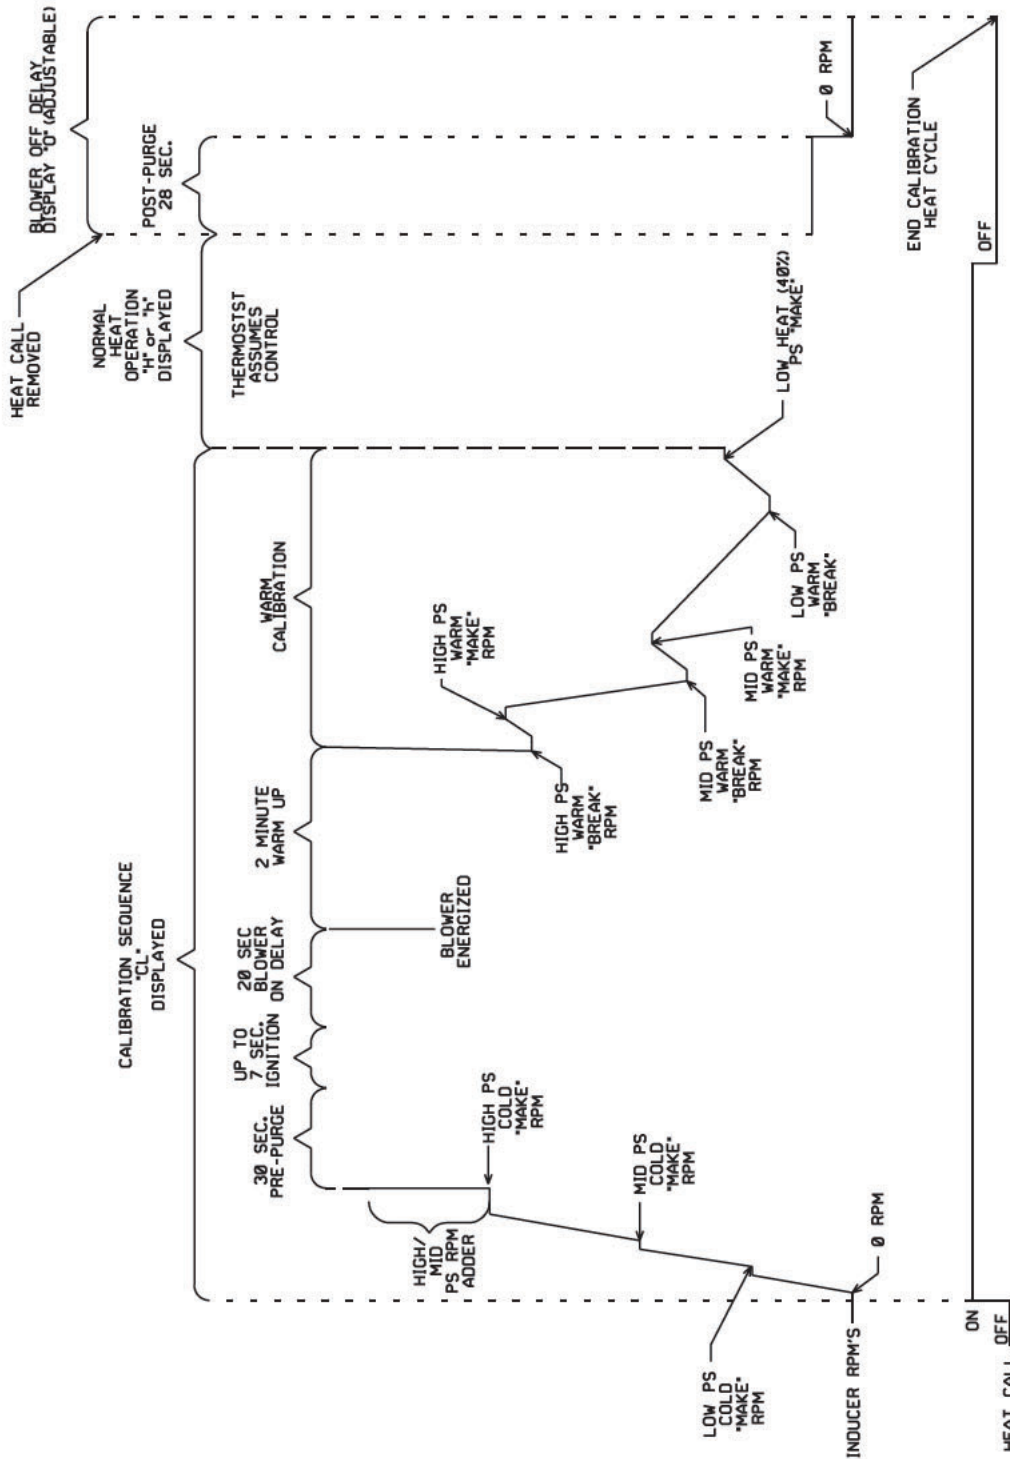 HEAT CALL
REMOVED
BLOWER OFF DELAY
DISPLAY "O" (ADJUSTABLE)
NORMAL
HEAT
OPERATION
"H" or "h"
DISPLAYED
POST-PURGE
28 SEC.
CALIBRATION SEQUENCE
"CL"
DISPLAYED
THERMOSTST
ASSUMES
CONTROL
30 SEC.
PRE-PURGE
UP TO
7 SEC.
IGNITION
20 SEC
BLOWER
ON DELAY
2 MINUTE
WARM UP
WARM
CALIBRATION
HIGH/
MID
PS RPM
ADDER
BLOWER
ENERGIZED
HIGH PS
COLD
"MAKE"
RPM
HIGH PS
WARM
"MAKE"
RPM
HIGH PS
WARM
"BREAK"
RPM
MID PS
COLD
"MAKE"
RPM
MID PS
WARM
"BREAK"
RPM
MID PS
WARM
"MAKE"
RPM
LOW PS
WARM
"BREAK"
LOW HEAT (40%)
PS "MAKE"
LOW PS
COLD
"MAKE"
RPM
0 RPM
0 RPM
INDUCER RPM'S
END CALIBRATION
HEAT CYCLE
ON
OFF
HEAT CALL OFF